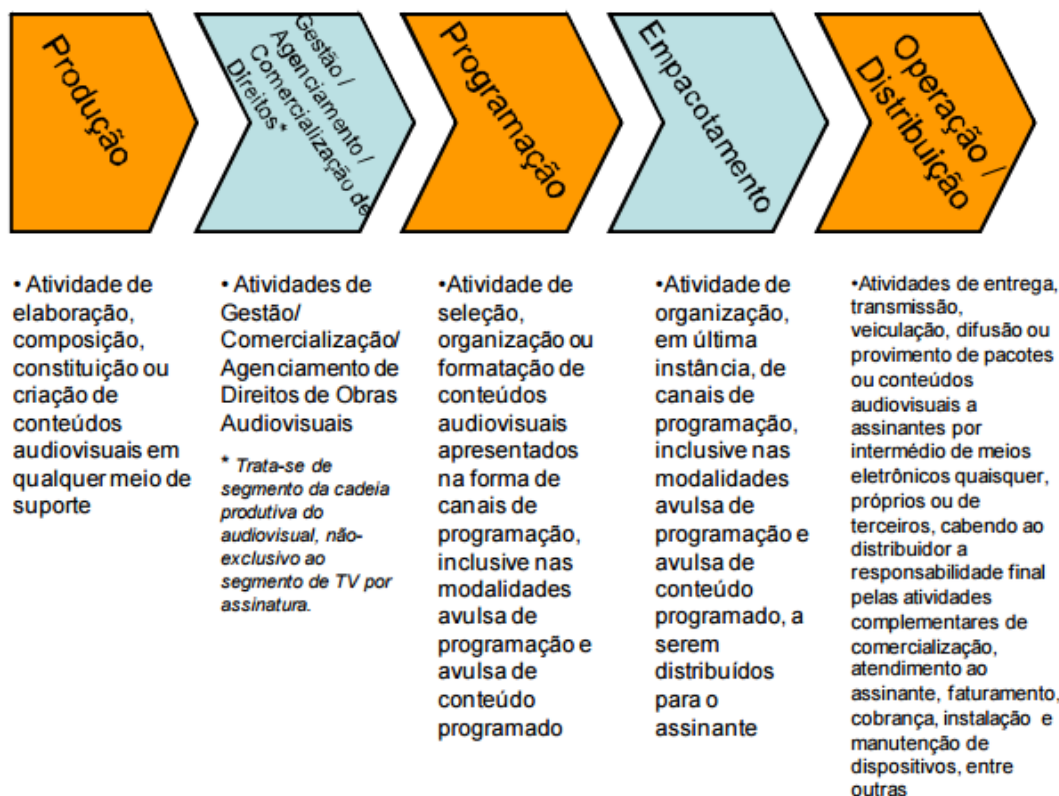 Produção
Gestão /
Agenciamento /
Comercialização de
Direitos *
Programação
Empacotamento
Operação /
Distribuição
• Atividade de
elaboração,
composição,
constituição ou
criação de
conteúdos
audiovisuais em
qualquer meio de
suporte
• Atividades de
Gestão/
Comercialização/
Agenciamento de
Direitos de Obras
Audiovisuais
* Trata-se de
segmento da cadeia
produtiva do
audiovisual, não-
exclusivo ao
segmento de TV por
assinatura.
•Atividade de
seleção,
organização ou
formatação de
conteúdos
audiovisuais
apresentados
na forma de
canais de
programação,
inclusive nas
modalidades
avulsa de
programação e
avulsa de
conteúdo
programado
•Atividade de
organização,
em última
instância, de
canais de
programação,
inclusive nas
modalidades
avulsa de
programação e
avulsa de
conteúdo
programado, a
serem
distribuídos
para o
assinante
•Atividades de entrega,
transmissão,
veiculação, difusão ou
provimento de pacotes
ou conteúdos
audiovisuais a
assinantes por
intermédio de meios
eletrônicos quaisquer,
próprios ou de
terceiros, cabendo ao
distribuidor a
responsabilidade final
pelas atividades
complementares de
comercialização,
atendimento ao
assinante, faturamento,
cobrança, instalação e
manutenção de
dispositivos, entre
outras